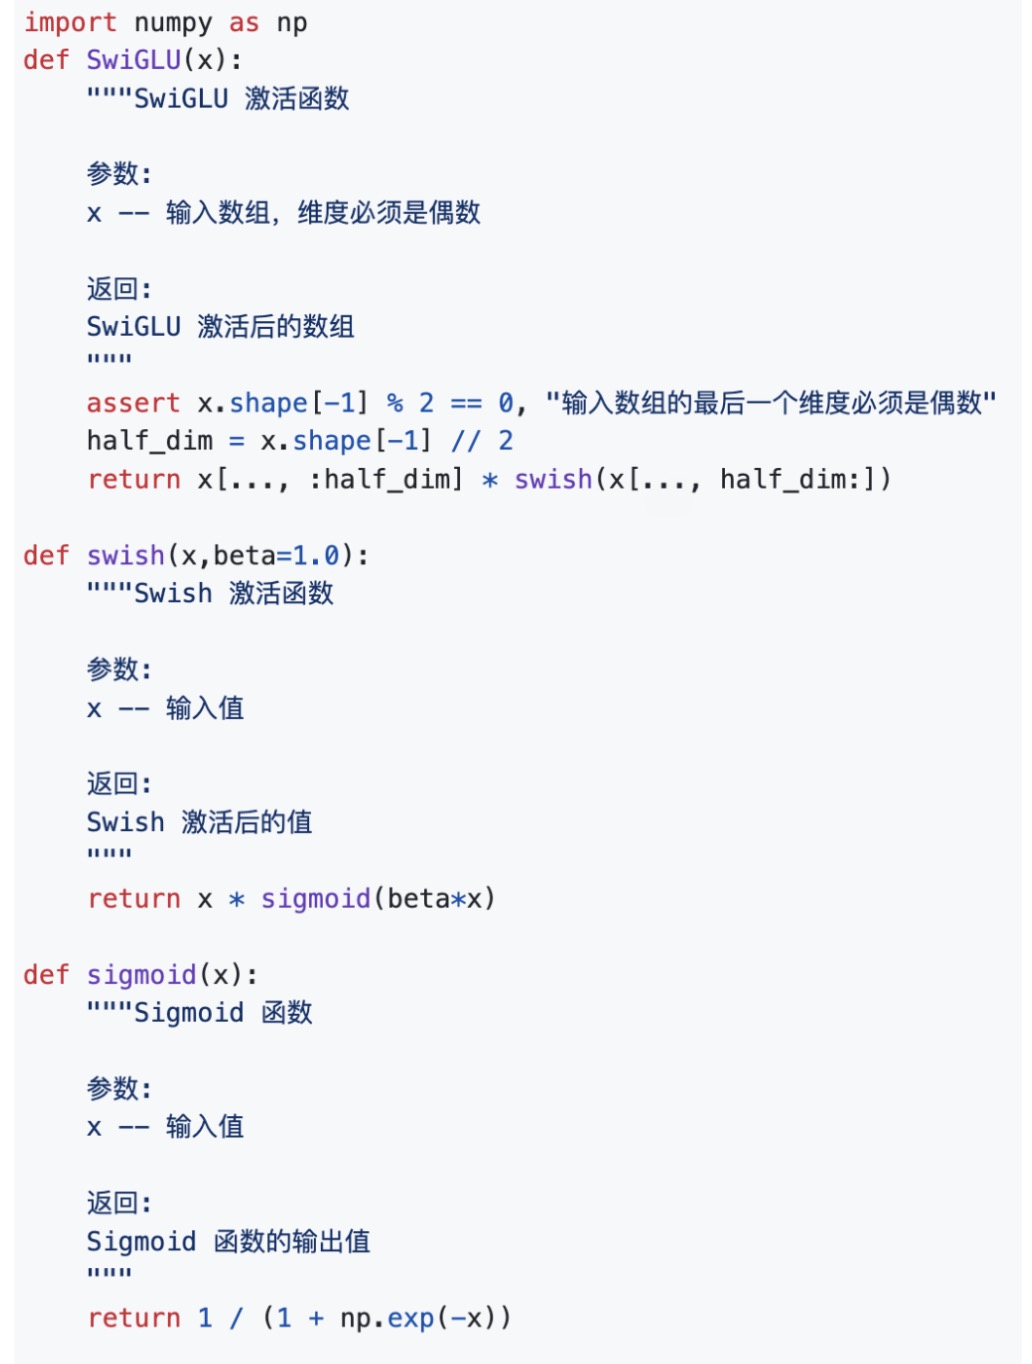 import numpy as np
def SwiGLU(x):
    """SwiGLU 激活函数
    参数:
    x -- 输入数组，维度必须是偶数
    返回:
    SwiGLU 激活后的数组
    """
    assert x.shape[-1] % 2 == 0, "输入数组的最后一个维度必须是偶数"
    half_dim = x.shape[-1] // 2
    return x[..., :half_dim] * swish(x[..., half_dim:])
def swish(x,beta=1.0):
    """Swish 激活函数
    参数:
    x -- 输入值
    返回:
    Swish 激活后的值
    """
    return x * sigmoid(beta*x)
def sigmoid(x):
    """Sigmoid 函数
    参数:
    x -- 输入值
    返回:
    Sigmoid 函数的输出值
    """
    return 1 / (1 + np.exp(-x))